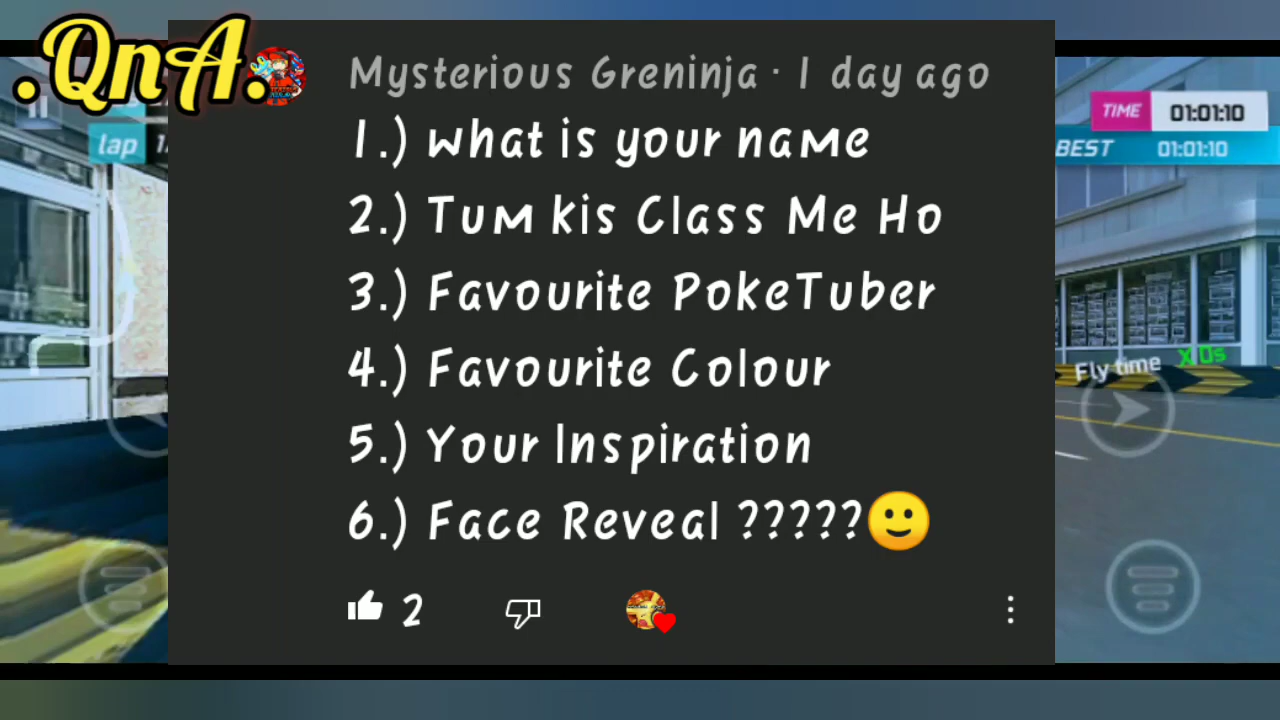 .QnA.
Mysterious Greninja · 1 day ago
1.) what is your name
2.) Tum kis Class Me Ho
3.) Favourite PokeTuber
4.) Favourite Colour
5.) Your Inspiration
6.) Face Reveal ?????🙂
2
lap
TIME 01:01:10
BEST 01:01:10
Fly time X 0s